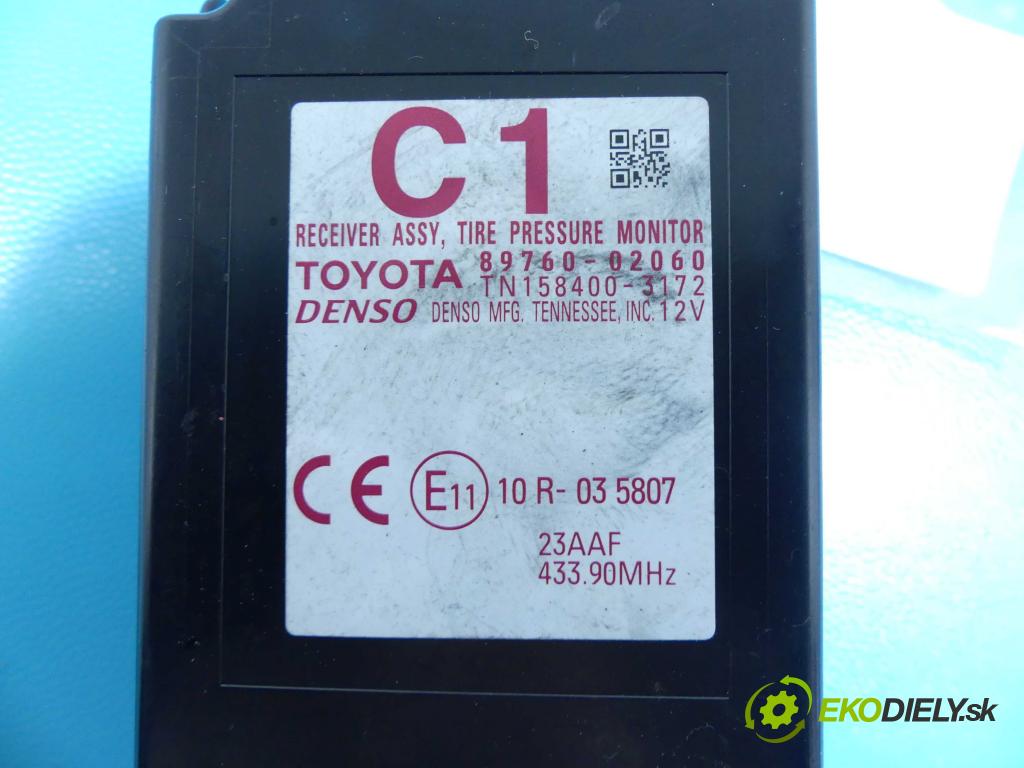 C1
RECEIVER ASSY, TIRE PRESSURE MONITOR
TOYOTA 89760-02060
TN158400-3172
DENSO DENSO MFG. TENNESSEE, INC. 12V
CE E11 10 R- 03 5807
23AAF
433.90MHz
EKODIELY.sk